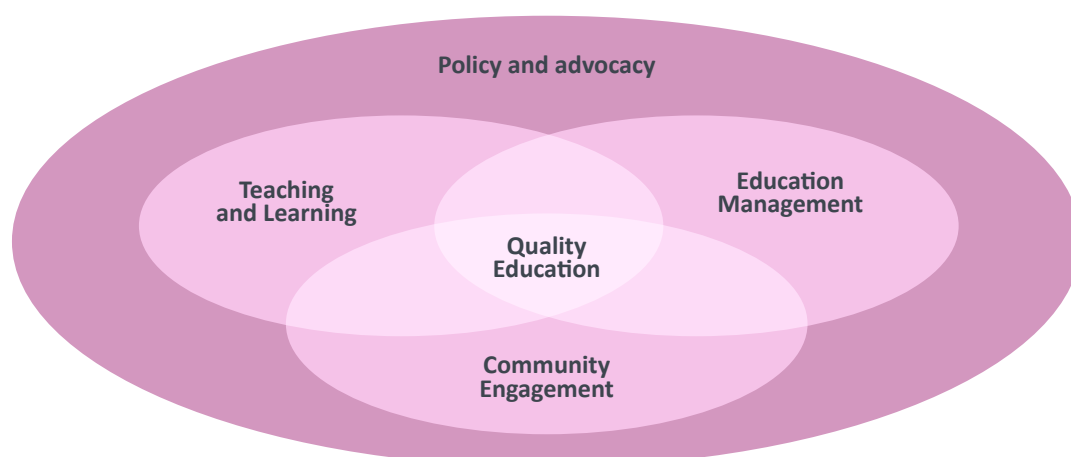 Policy and advocacy
Teaching
and Learning
Education
Management
Quality
Education
Community
Engagement